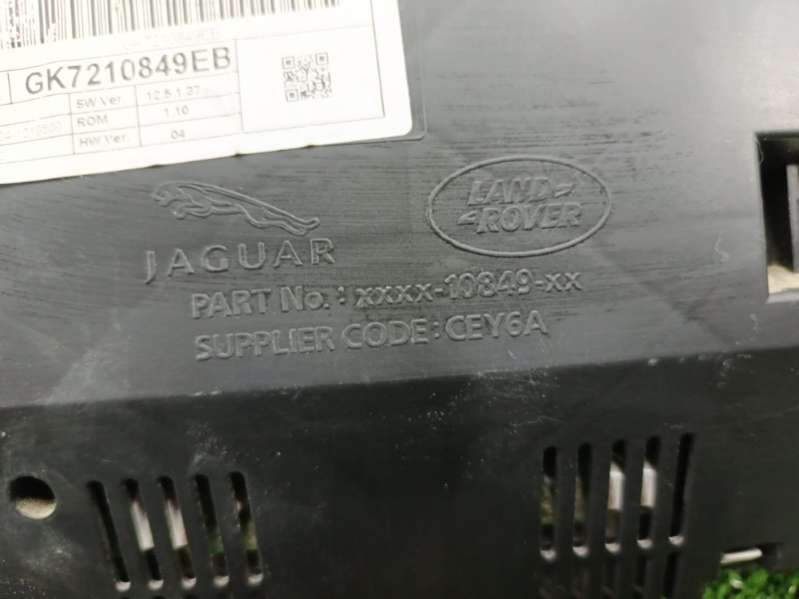 GK7210849EB
SW Ver. 12.5.1.27
ROM 1.10
HW Ver. 04
JAGUAR
LAND-
ROVER
PART No.: xxxx-10849-xx
SUPPLIER CODE: CEY6A